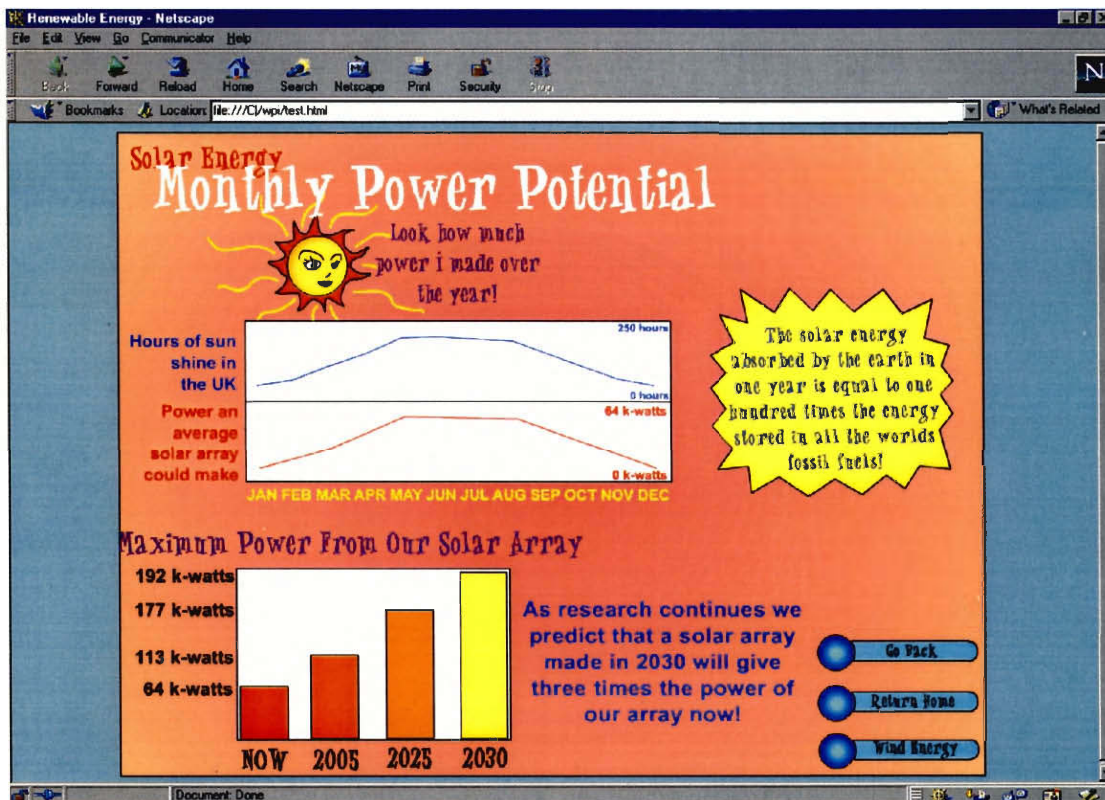 Renewable Energy - Netscape
File Edit View Go Communicator Help
Back Forward Reload Home Search Netscape Print Security Stop
N
Bookmarks Location: file:///C|/wpi/test.html What's Related
Solar Energy
Monthly Power Potential
Look how much
power i made over
the year!
Hours of sun
shine in
the UK
250 hours
0 hours
Power an
average
solar array
could make
64 k-watts
0 k-watts
JAN FEB MAR APR MAY JUN JUL AUG SEP OCT NOV DEC
The solar energy
absorbed by the earth in
one year is equal to one
hundred times the energy
stored in all the worlds
fossil fuels!
Maximum Power From Our Solar Array
192 k-watts
177 k-watts
113 k-watts
64 k-watts
NOW 2005 2025 2030
As research continues we
predict that a solar array
made in 2030 will give
three times the power of
our array now!
Go Back
Return Home
Wind Energy
Document: Done